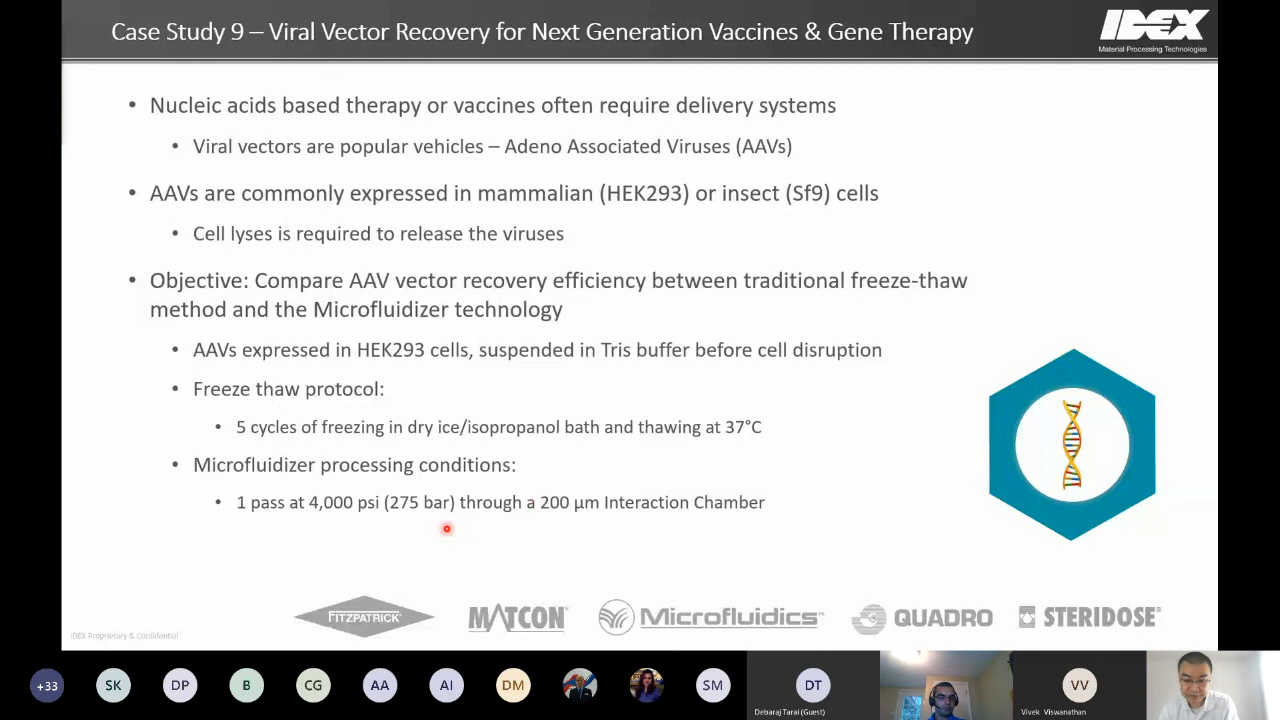 Case Study 9 – Viral Vector Recovery for Next Generation Vaccines & Gene Therapy
IDEX
Material Processing Technologies
• Nucleic acids based therapy or vaccines often require delivery systems
• Viral vectors are popular vehicles – Adeno Associated Viruses (AAVs)
• AAVs are commonly expressed in mammalian (HEK293) or insect (Sf9) cells
• Cell lyses is required to release the viruses
• Objective: Compare AAV vector recovery efficiency between traditional freeze-thaw
method and the Microfluidizer technology
• AAVs expressed in HEK293 cells, suspended in Tris buffer before cell disruption
• Freeze thaw protocol:
• 5 cycles of freezing in dry ice/isopropanol bath and thawing at 37°C
• Microfluidizer processing conditions:
• 1 pass at 4,000 psi (275 bar) through a 200 µm Interaction Chamber
FITZPATRICK
MATCON
Microfluidics™
QUADRO
STERIDOSE
IDEX Proprietary & Confidential
+33
SK
DP
B
CG
AA
AI
DM
SM
DT
VV
Debaraj Tarai (Guest)
Vivek Viswanathan